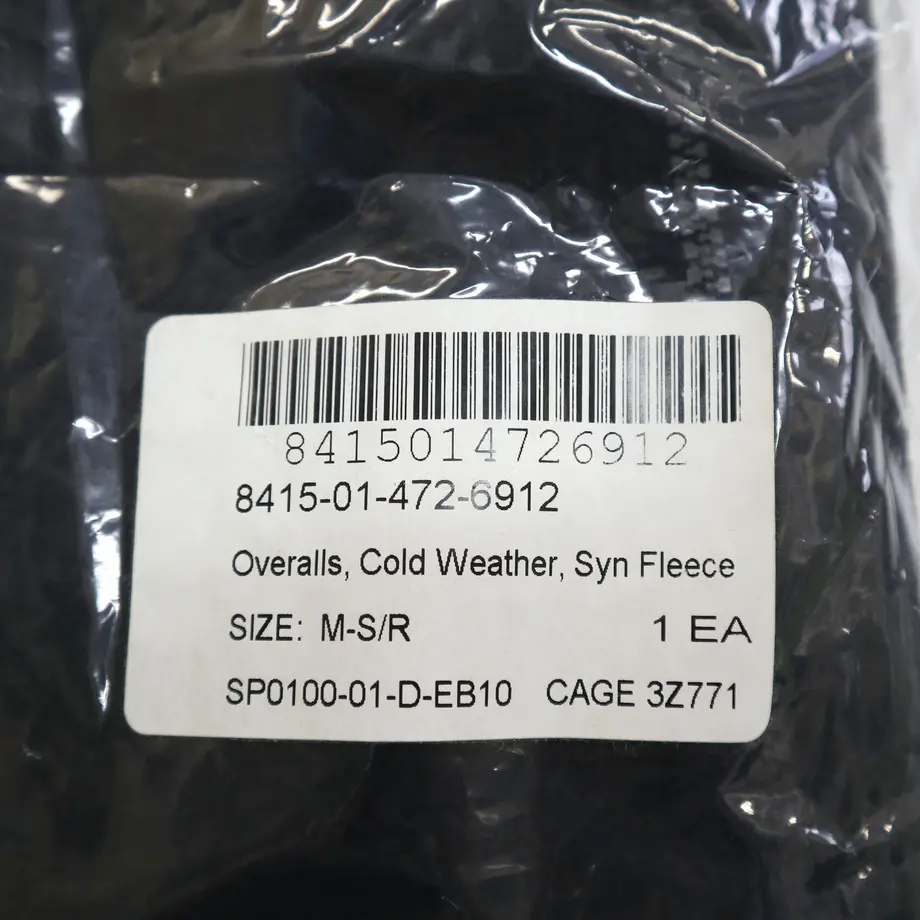 8415014726912
8415-01-472-6912
Overalls, Cold Weather, Syn Fleece
SIZE: M-S/R 1 EA
SP0100-01-D-EB10 CAGE 3Z771